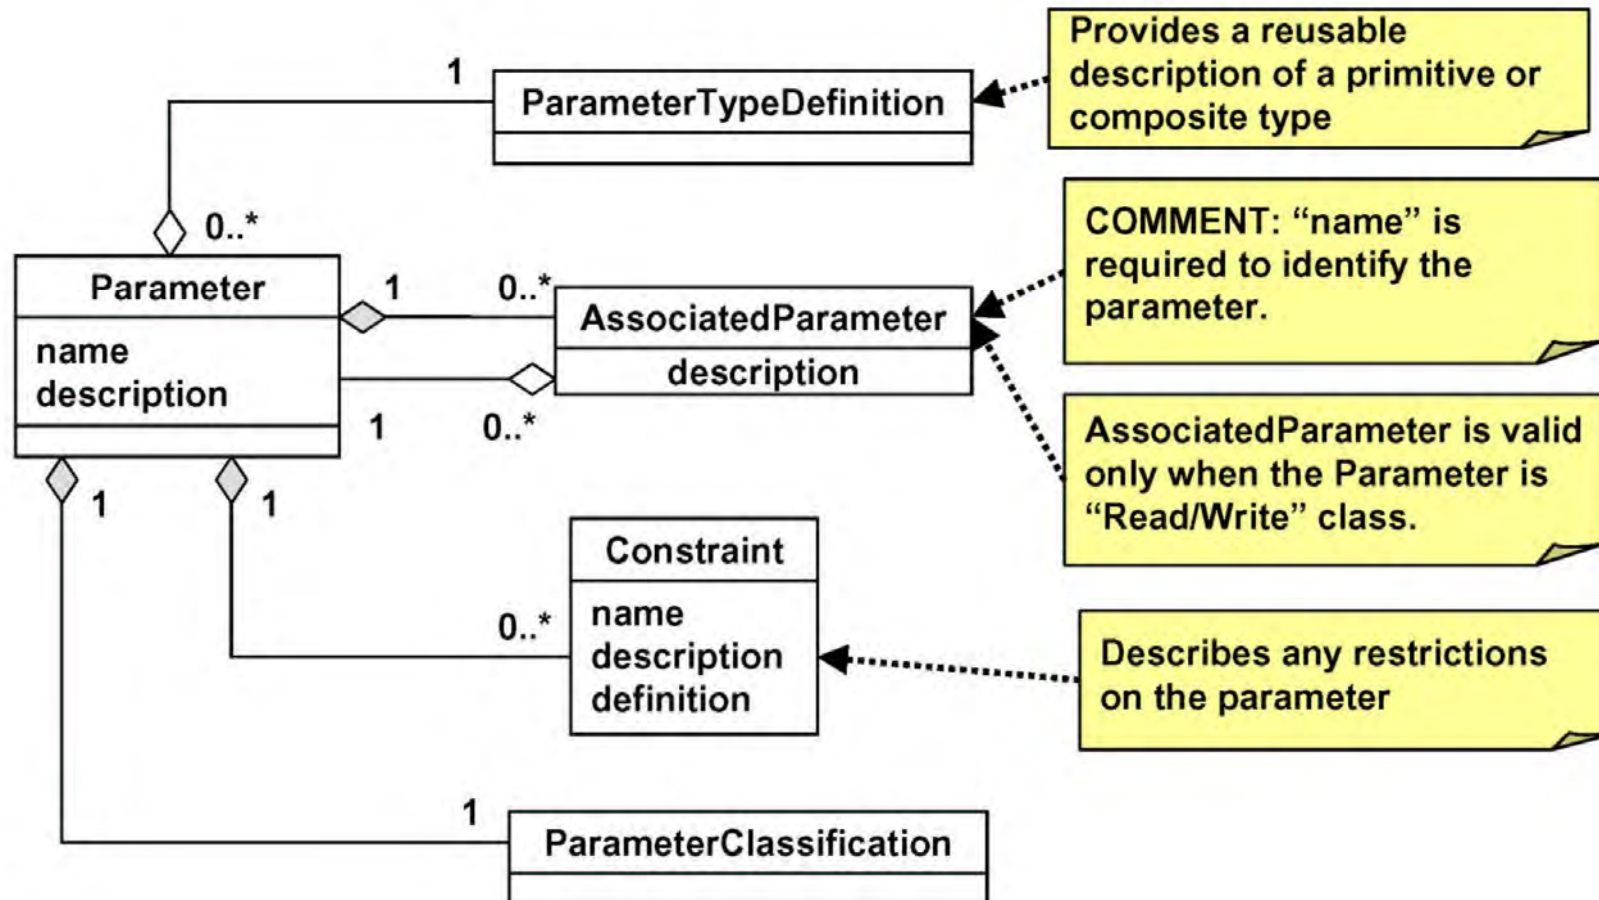 Provides a reusable
description of a primitive or
composite type
1
ParameterTypeDefinition
0..*
COMMENT: “name” is
required to identify the
parameter.
Parameter
1
0..*
AssociatedParameter
name
description
description
1
0..*
AssociatedParameter is valid
only when the Parameter is
“Read/Write” class.
1
1
Constraint
name
description
definition
0..*
Describes any restrictions
on the parameter
1
ParameterClassification